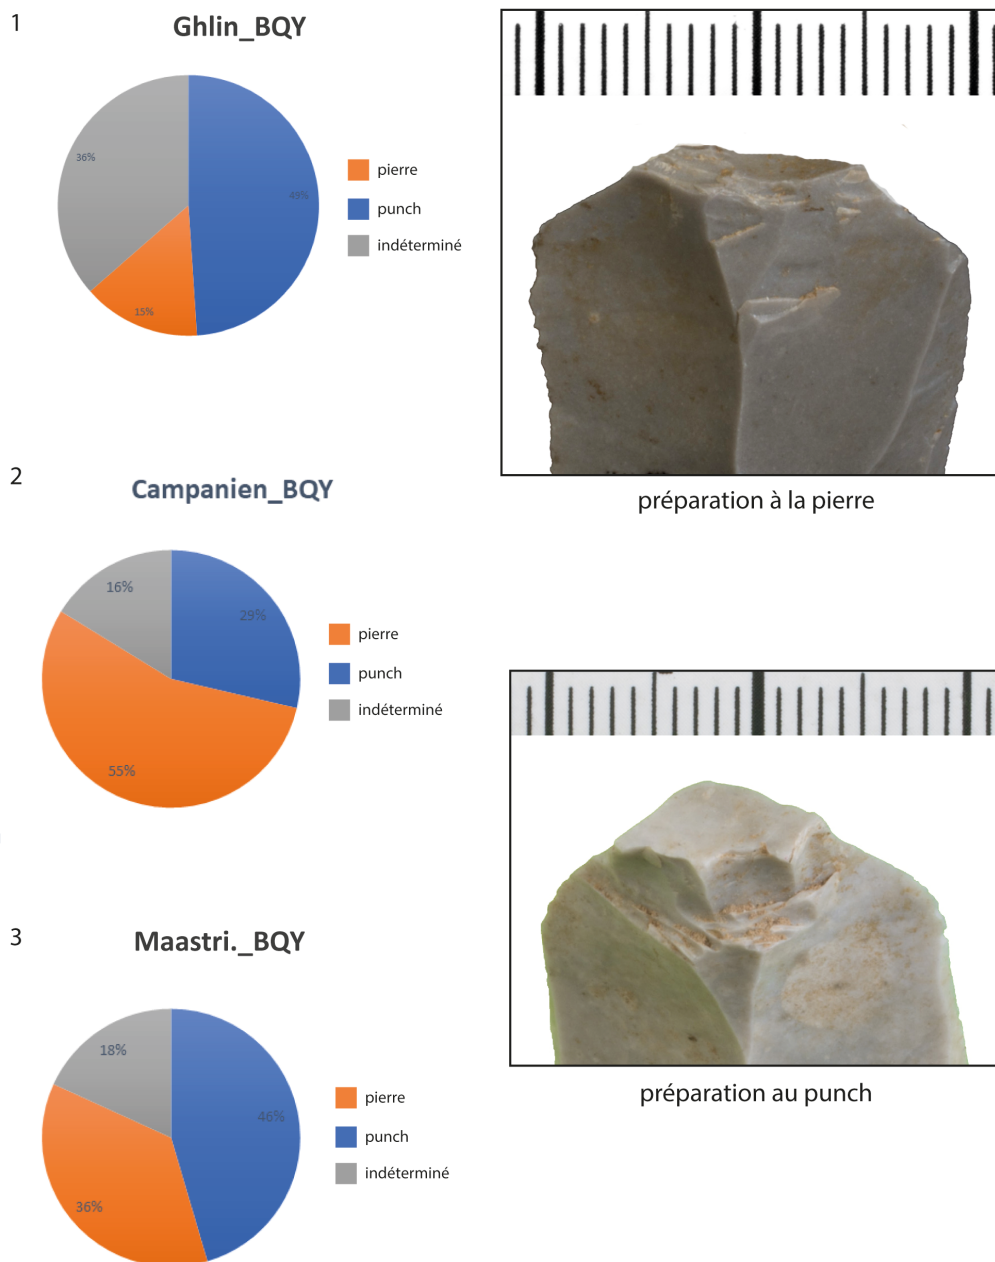 1
Ghlin_BQY
36%
49%
15%
pierre
punch
indéterminé
préparation à la pierre
2
Campanien_BQY
16%
29%
55%
pierre
punch
indéterminé
3
Maastri._BQY
18%
46%
36%
pierre
punch
indéterminé
préparation au punch